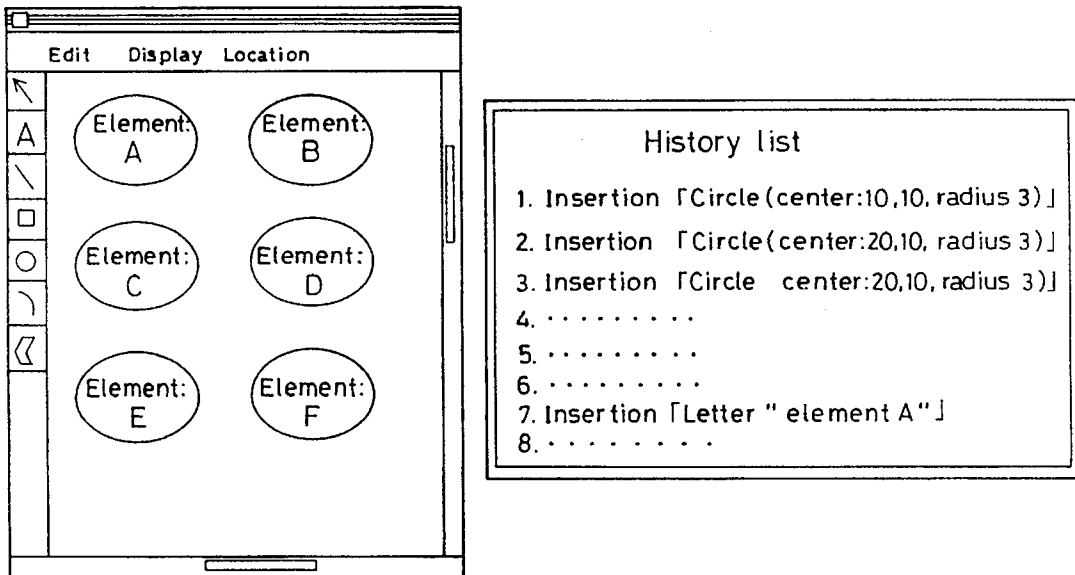 Edit Display Location
A
Element:
A
Element:
B
Element:
C
Element:
D
Element:
E
Element:
F
History list
1. Insertion 「Circle(center:10,10, radius 3)」
2. Insertion 「Circle(center:20,10, radius 3)」
3. Insertion 「Circle center:20,10, radius 3)」
4. · · · · · · · · ·
5. · · · · · · · · ·
6. · · · · · · · · ·
7. Insertion 「Letter " element A"」
8. · · · · · · · · ·